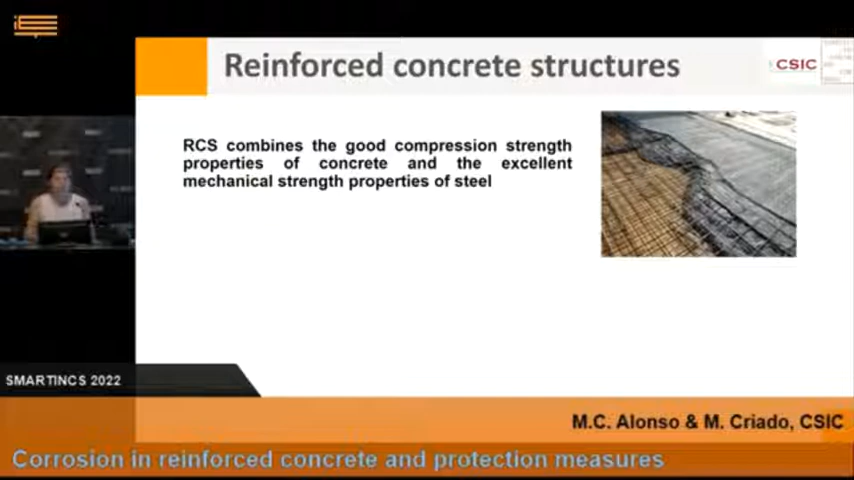 Reinforced concrete structures
CSIC
RCS combines the good compression strength
properties of concrete and the excellent
mechanical strength properties of steel
SMARTINCS 2022
M.C. Alonso & M. Criado, CSIC
Corrosion in reinforced concrete and protection measures